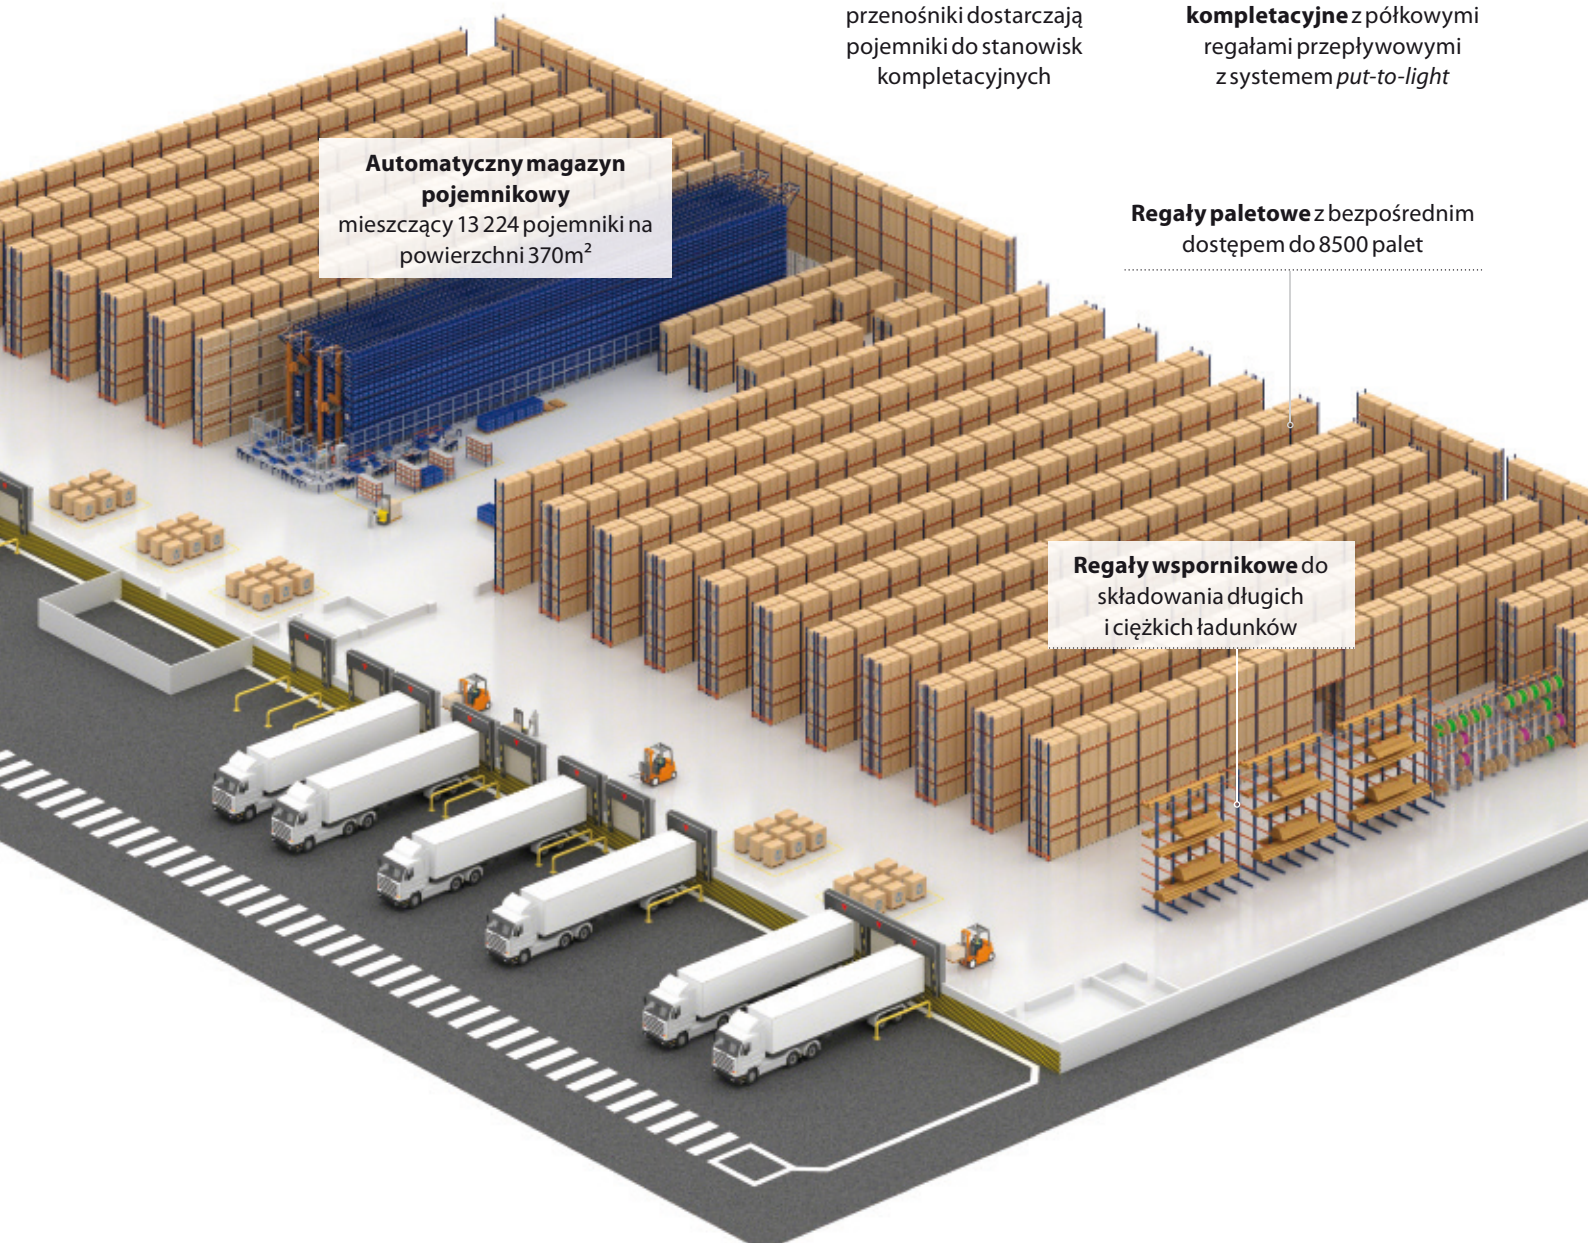 przenośniki dostarczają
pojemniki do stanowisk
kompletacyjnych
kompletacyjne z półkowymi
regałami przepływowymi
z systemem put-to-light
Automatyczny magazyn
pojemnikowy
mieszczący 13 224 pojemniki na
powierzchni 370m²
Regały paletowe z bezpośrednim
dostępem do 8500 palet
Regały wspornikowe do
składowania długich
i ciężkich ładunków